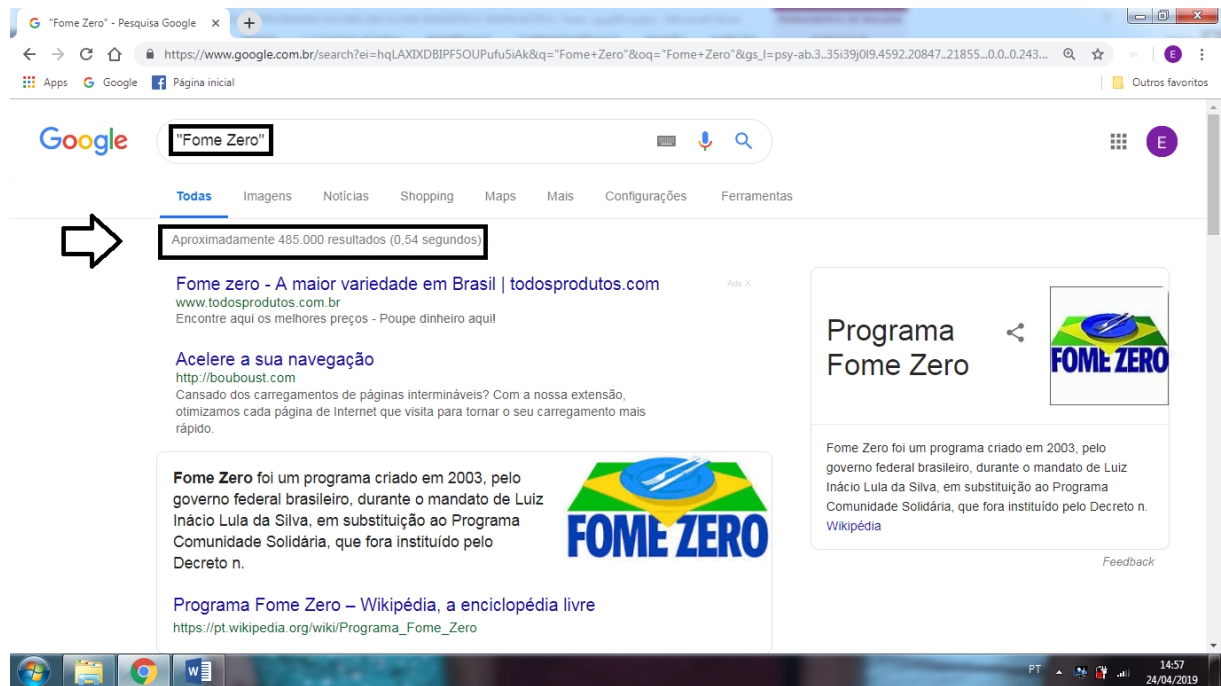 "Fome Zero" - Pesquisa Google
https://www.google.com.br/search?ei=hqLAXIXDBIPF5OUPufu5iAk&q="Fome+Zero"&oq="Fome+Zero"&gs_l=psy-ab.3..35i39j0l9.4592.20847..21855...0.0..0.243...
E
Apps
Google
Página inicial
Outros favoritos
Google
"Fome Zero"
E
Todas Imagens Notícias Shopping Maps Mais Configurações Ferramentas
Aproximadamente 485.000 resultados (0,54 segundos)
Fome zero - A maior variedade em Brasil | todosprodutos.com
Ads X
www.todosprodutos.com.br
Encontre aqui os melhores preços - Poupe dinheiro aqui!
Acelere a sua navegação
http://bouboust.com
Cansado dos carregamentos de páginas intermináveis? Com a nossa extensão,
otimizamos cada página de Internet que visita para tornar o seu carregamento mais
rápido.
Fome Zero foi um programa criado em 2003, pelo
governo federal brasileiro, durante o mandato de Luiz
Inácio Lula da Silva, em substituição ao Programa
Comunidade Solidária, que fora instituído pelo
Decreto n.
FOME ZERO
Programa Fome Zero – Wikipédia, a enciclopédia livre
https://pt.wikipedia.org/wiki/Programa_Fome_Zero
Programa
Fome Zero
FOME ZERO
Fome Zero foi um programa criado em 2003, pelo
governo federal brasileiro, durante o mandato de Luiz
Inácio Lula da Silva, em substituição ao Programa
Comunidade Solidária, que fora instituído pelo Decreto n.
Wikipédia
Feedback
PT
14:57
24/04/2019